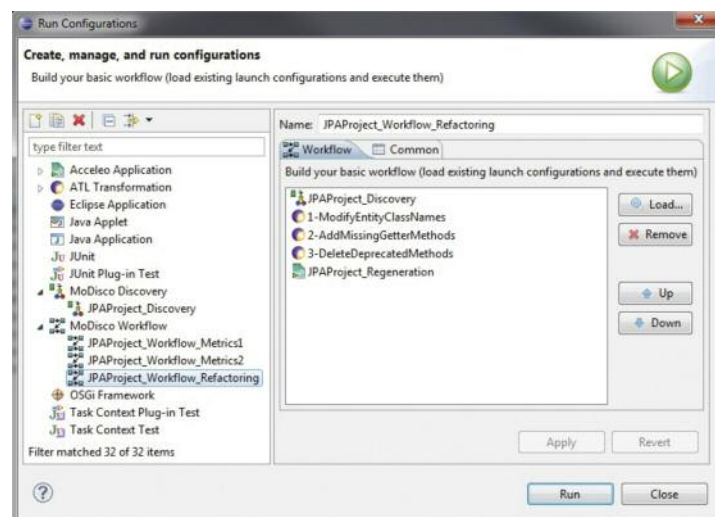 Run Configurations
Create, manage, and run configurations
Build your basic workflow (load existing launch configurations and execute them)
type filter text
Acceleo Application
ATL Transformation
Eclipse Application
Java Applet
Java Application
Ju JUnit
JUnit Plug-in Test
MoDisco Discovery
JPAProject_Discovery
MoDisco Workflow
JPAProject_Workflow_Metrics1
JPAProject_Workflow_Metrics2
JPAProject_Workflow_Refactoring
OSGi Framework
Task Context Plug-in Test
Task Context Test
Filter matched 32 of 32 items
Name: JPAProject_Workflow_Refactoring
Workflow Common
Build your basic workflow (load existing launch configurations and execute them)
JPAProject_Discovery
1-ModifyEntityClassNames
2-AddMissingGetterMethods
3-DeleteDeprecatedMethods
JPAProject_Regeneration
Load...
Remove
Up
Down
Apply Revert
? Run Close